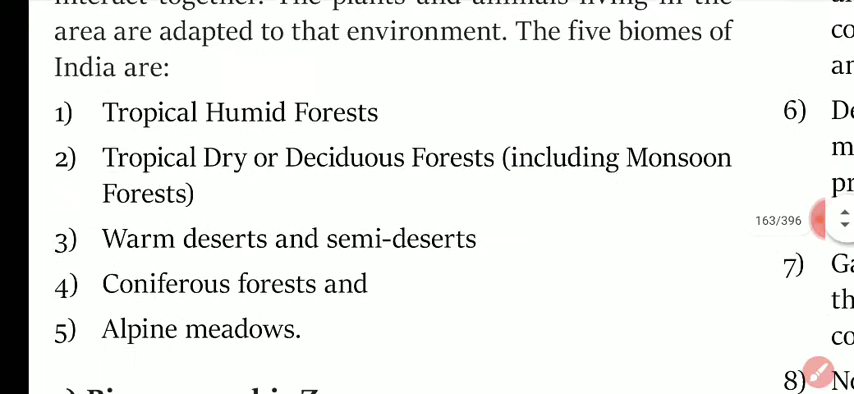 area are adapted to that environment. The five biomes of
India are:
1) Tropical Humid Forests
2) Tropical Dry or Deciduous Forests (including Monsoon
Forests)
3) Warm deserts and semi-deserts
4) Coniferous forests and
5) Alpine meadows.
6)
163/396
7)
8)